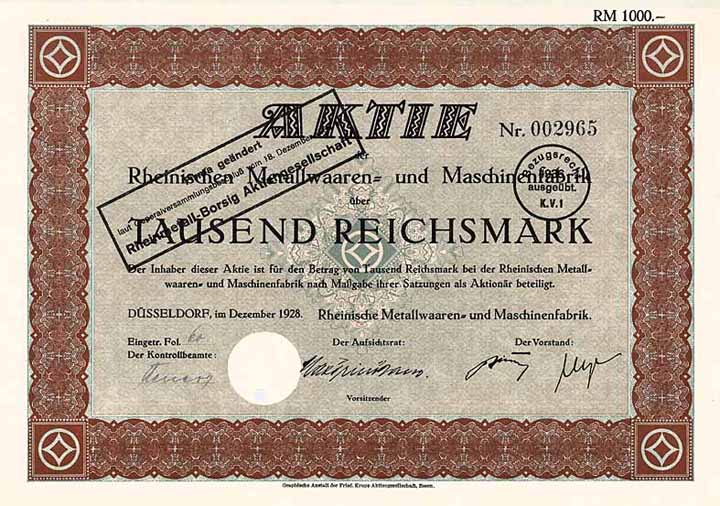 RM 1000.—
AKTIE
Nr. 002965
der
Rheinischen Metallwaaren- und Maschinenfabrik
über
TAUSEND REICHSMARK
geändert
laut Generalversammlungsbeschluß vom 18. Dezember
Rheinmetall-Borsig Aktiengesellschaft
Bezugsrecht
ausgeübt.
K.V.1
Der Inhaber dieser Aktie ist für den Betrag von Tausend Reichsmark bei der Rheinischen Metall-
waaren- und Maschinenfabrik nach Maßgabe ihrer Satzungen als Aktionär beteiligt.
DÜSSELDORF, im Dezember 1928. Rheinische Metallwaaren- und Maschinenfabrik.
Eingetr. Fol.
Der Kontrollbeamte:
Der Aufsichtsrat:
Der Vorstand:
Vorsitzender
Graphische Anstalt der Fried. Krupp Aktiengesellschaft, Essen.